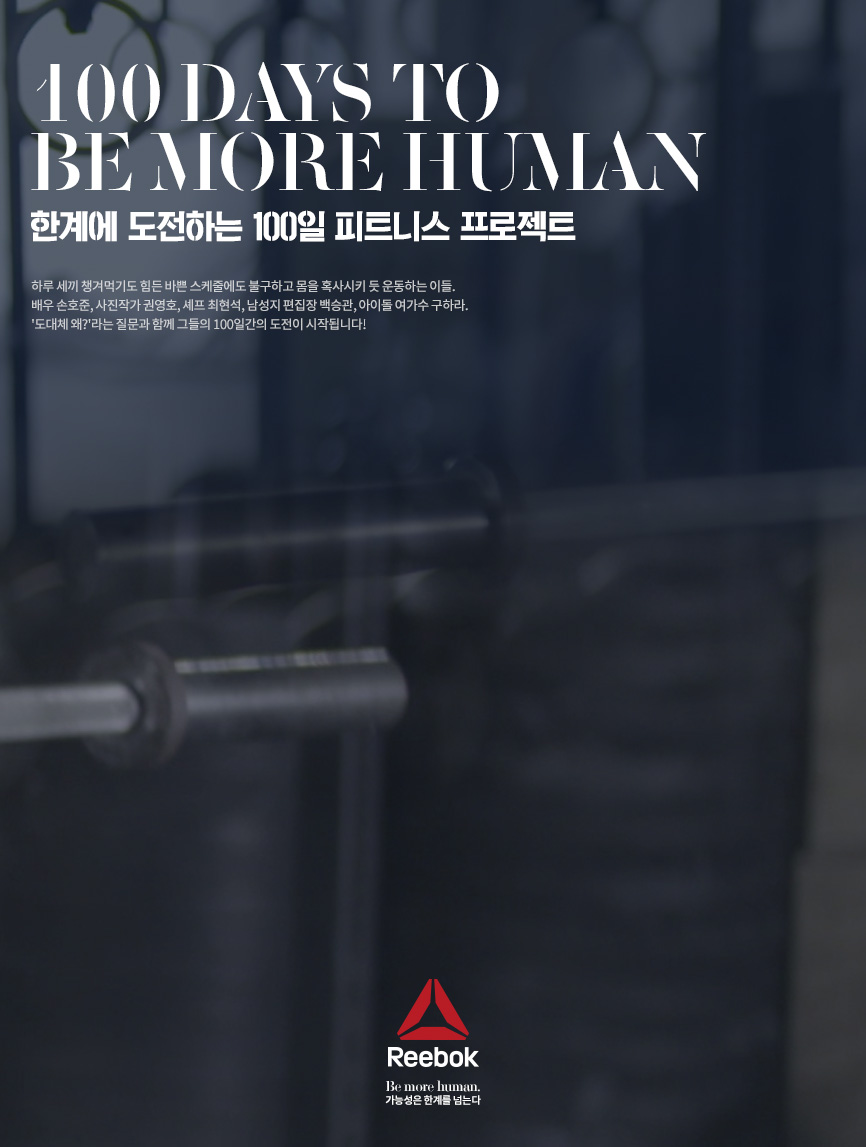 100 DAYS TO
BE MORE HUMAN
한계에 도전하는 100일 피트니스 프로젝트
하루 세끼 챙겨먹기도 힘든 바쁜 스케줄에도 불구하고 몸을 혹사시키 듯 운동하는 이들.
배우 손호준, 사진작가 권영호, 셰프 최현석, 남성지 편집장 백승관, 아이돌 여가수 구하라.
'도대체 왜?'라는 질문과 함께 그들의 100일간의 도전이 시작됩니다!
Reebok
Be more human.
가능성은 한계를 넘는다